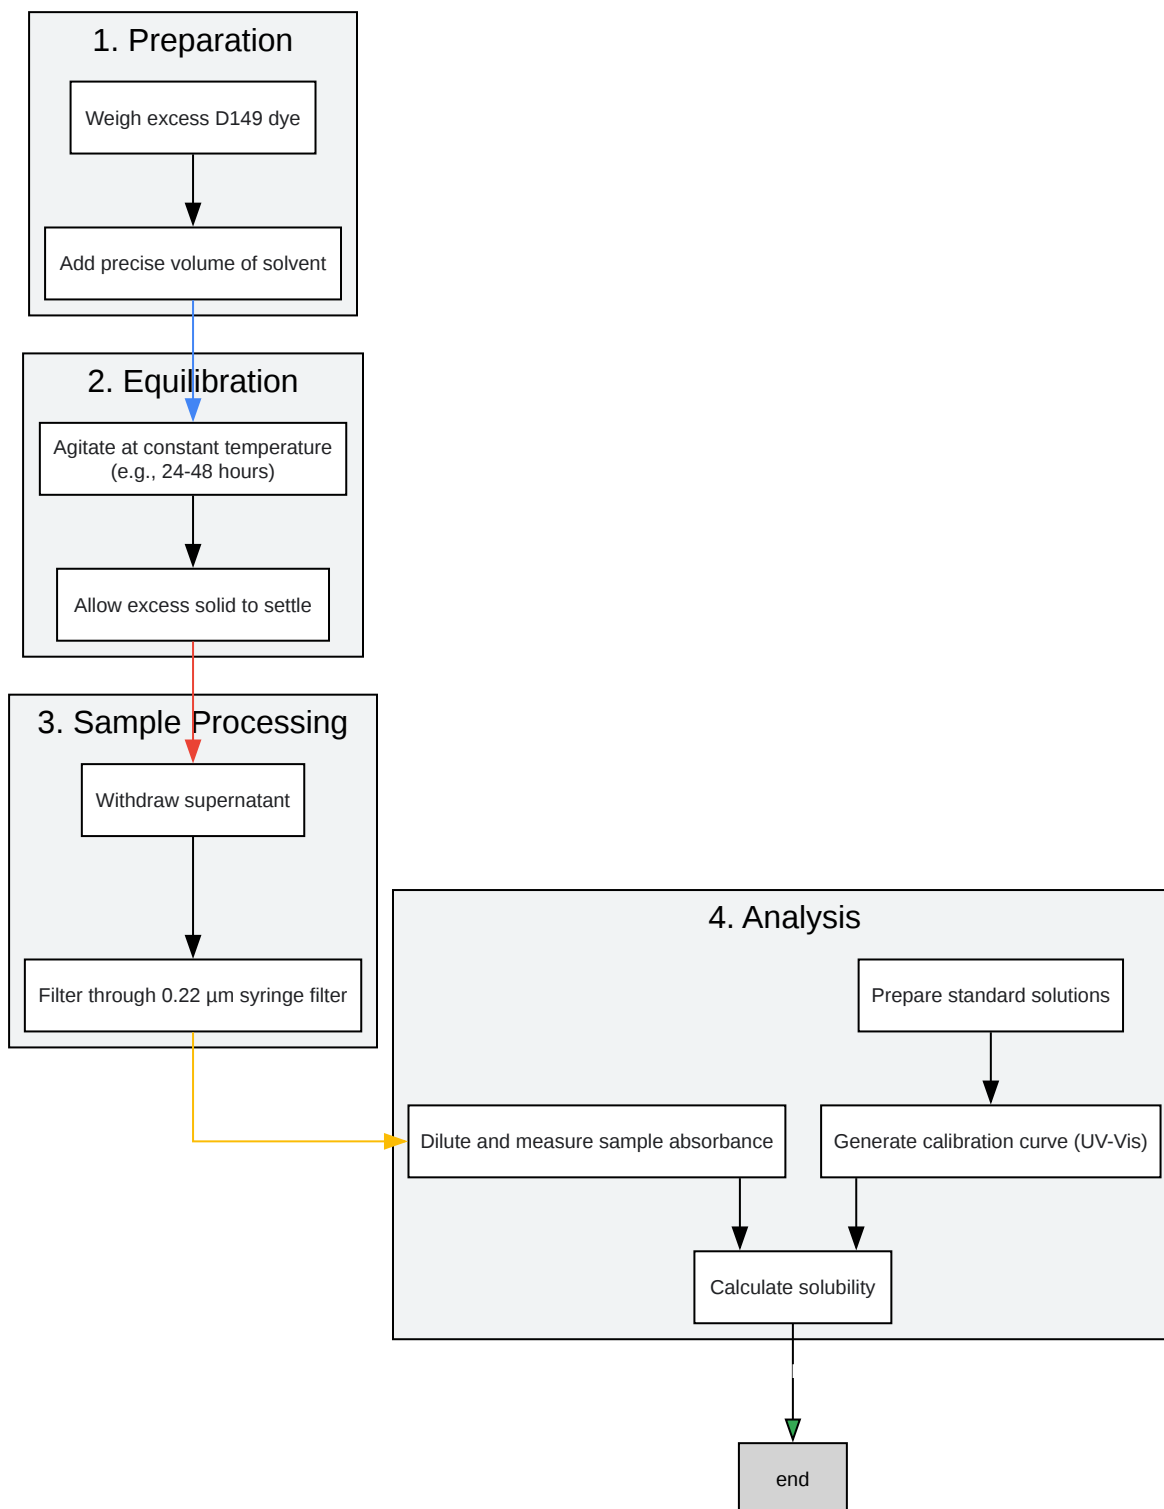 1. Preparation
Weigh excess D149 dye
Add precise volume of solvent
2. Equilibration
Agitate at constant temperature
(e.g., 24-48 hours)
Allow excess solid to settle
3. Sample Processing
Withdraw supernatant
Filter through 0.22 µm syringe filter
4. Analysis
Prepare standard solutions
Dilute and measure sample absorbance
Generate calibration curve (UV-Vis)
Calculate solubility
end